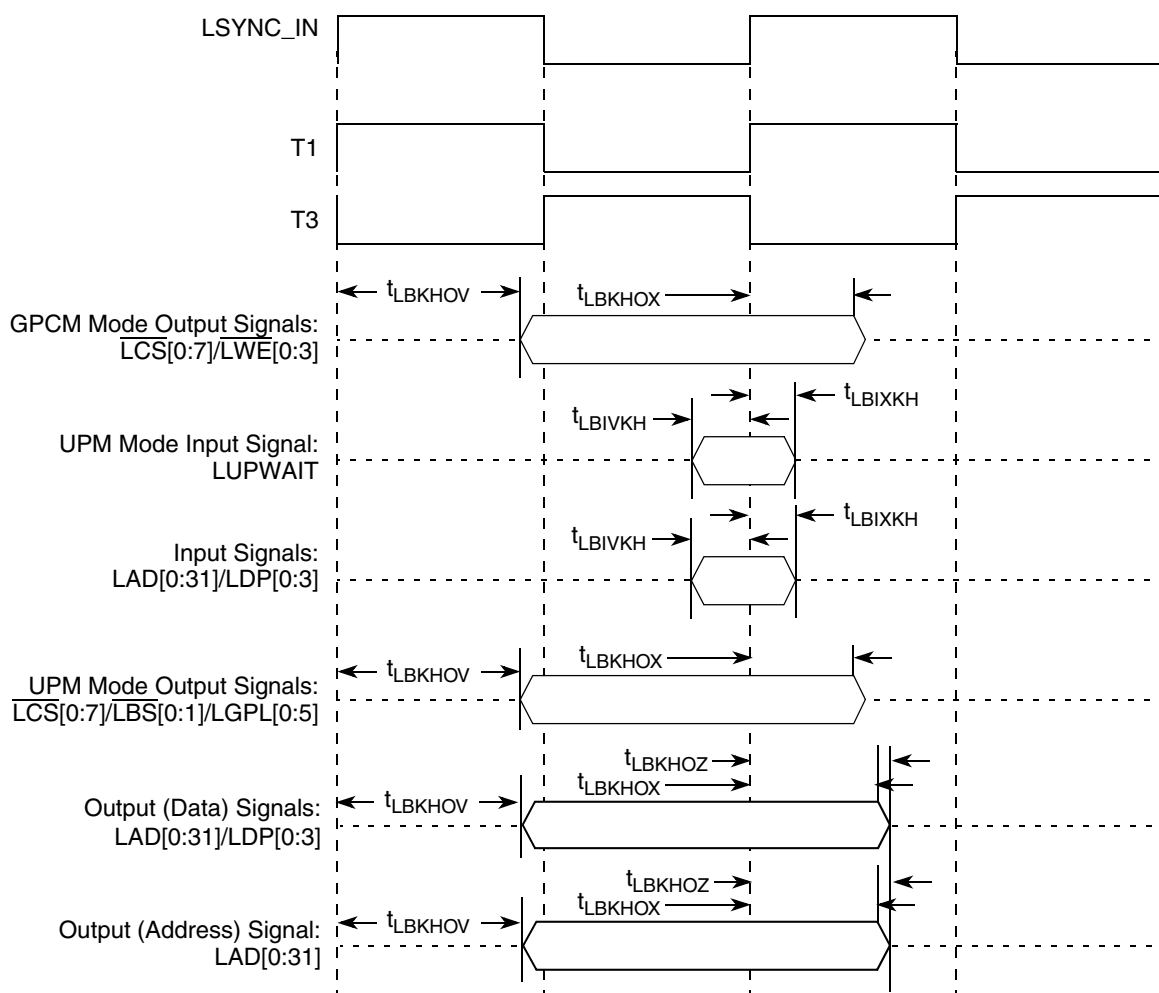 LSYNC_IN
T1
T3
tLBKHOV
tLBKHOX
GPCM Mode Output Signals:
LCS[0:7]/LWE[0:3]
tLBIXKH
tLBIVKH
UPM Mode Input Signal:
LUPWAIT
tLBIXKH
tLBIVKH
Input Signals:
LAD[0:31]/LDP[0:3]
tLBKHOV
tLBKHOX
UPM Mode Output Signals:
LCS[0:7]/LBS[0:1]/LGPL[0:5]
tLBKHOZ
tLBKHOX
tLBKHOV
Output (Data) Signals:
LAD[0:31]/LDP[0:3]
tLBKHOZ
tLBKHOX
tLBKHOV
Output (Address) Signal:
LAD[0:31]